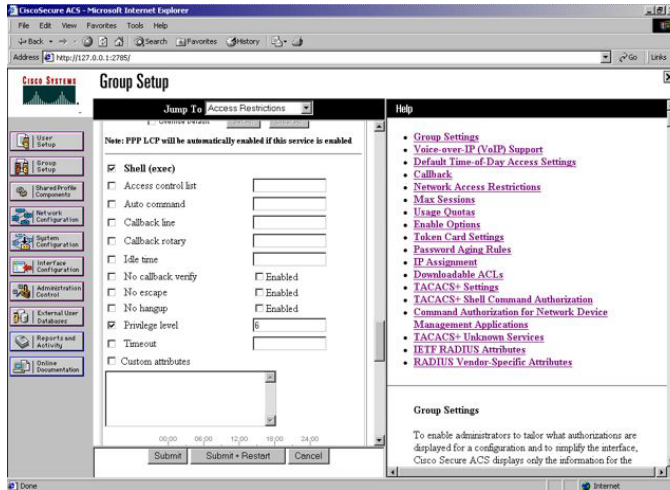 CiscoSecure ACS - Microsoft Internet Explorer
File Edit View Favorites Tools Help
Back Search Favorites History
Address http://127.0.0.1:2785/ Go Links
CISCO SYSTEMS
Group Setup
Jump To Access Restrictions
User Setup
Group Setup
Shared Profile Components
Network Configuration
System Configuration
Interface Configuration
Administration Control
External User Databases
Reports and Activity
Online Documentation
Note: PPP LCP will be automatically enabled if this service is enabled
Shell (exec)
Access control list
Auto command
Callback line
Callback rotary
Idle time
No callback verify Enabled
No escape Enabled
No hangup Enabled
Privilege level 6
Timeout
Custom attributes
00;00 06;00 12;00 18;00 24;00
Submit Submit + Restart Cancel
Help
Group Settings
Voice-over-IP (VoIP) Support
Default Time-of-Day Access Settings
Callback
Network Access Restrictions
Max Sessions
Usage Quotas
Enable Options
Token Card Settings
Password Aging Rules
IP Assignment
Downloadable ACLs
TACACS+ Settings
TACACS+ Shell Command Authorization
Command Authorization for Network Device
Management Applications
TACACS+ Unknown Services
IETF RADIUS Attributes
RADIUS Vendor-Specific Attributes
Group Settings
To enable administrators to tailor what authorizations are
displayed for a configuration and to simplify the interface,
Cisco Secure ACS displays only the information for the
Done Internet